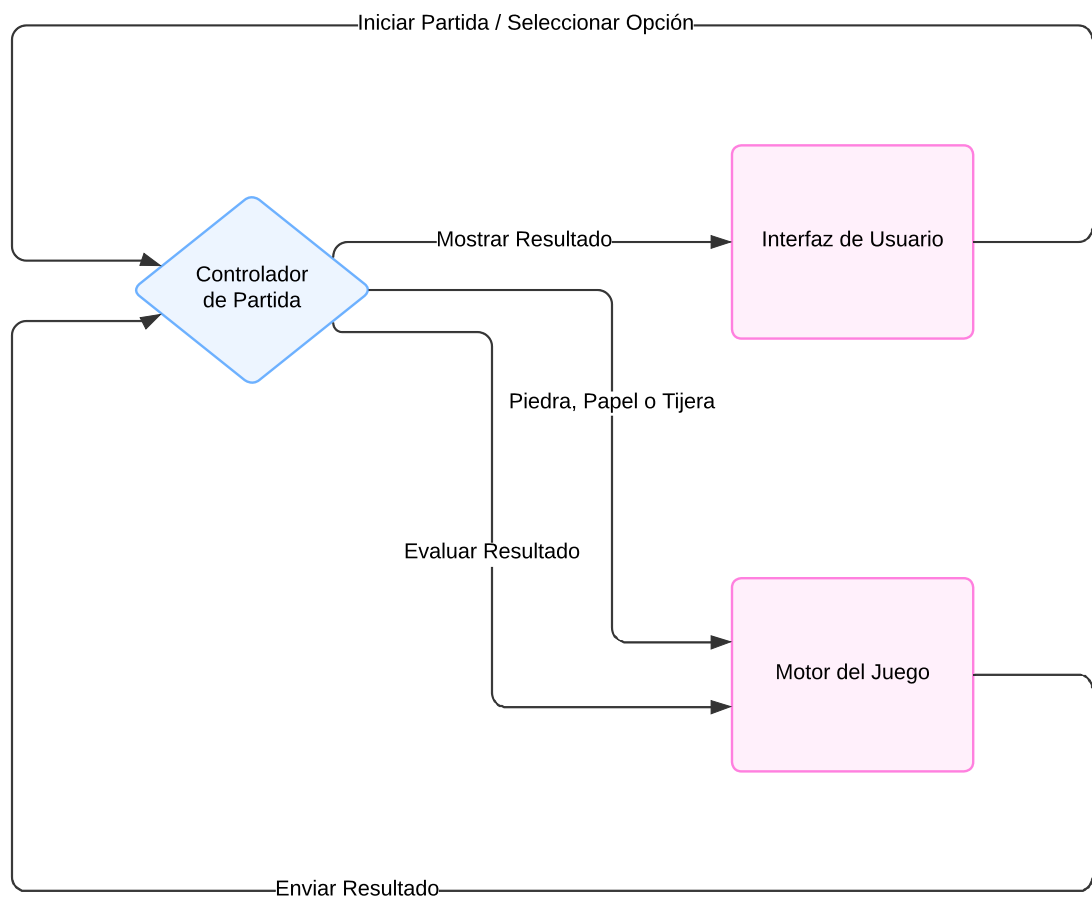 Iniciar Partida / Seleccionar Opción
Mostrar Resultado
Interfaz de Usuario
Controlador
de Partida
Piedra, Papel o Tijera
Evaluar Resultado
Motor del Juego
Enviar Resultado